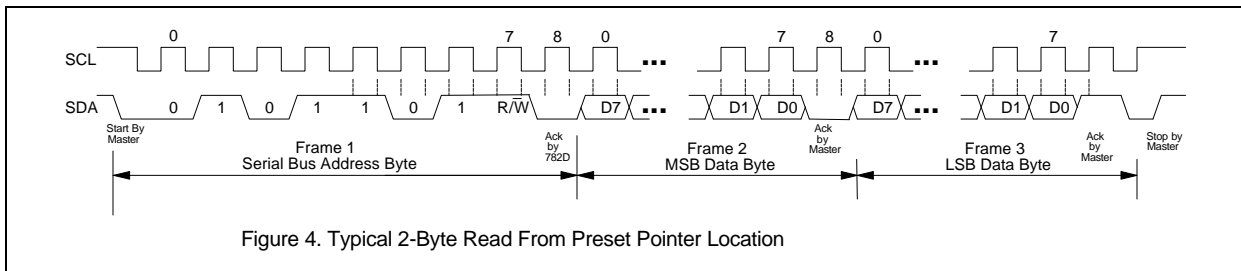 0 7 8 0 ... 7 8 0 ... 7
SCL
SDA 0 1 0 1 1 0 1 R/W̅ D7 ... D1 D0 D7 ... D1 D0
Start By
Master
Ack
by
782D
Ack
by
Master
Ack
by
Master
Stop by
Master
Frame 1
Serial Bus Address Byte
Frame 2
MSB Data Byte
Frame 3
LSB Data Byte
Figure 4. Typical 2-Byte Read From Preset Pointer Location